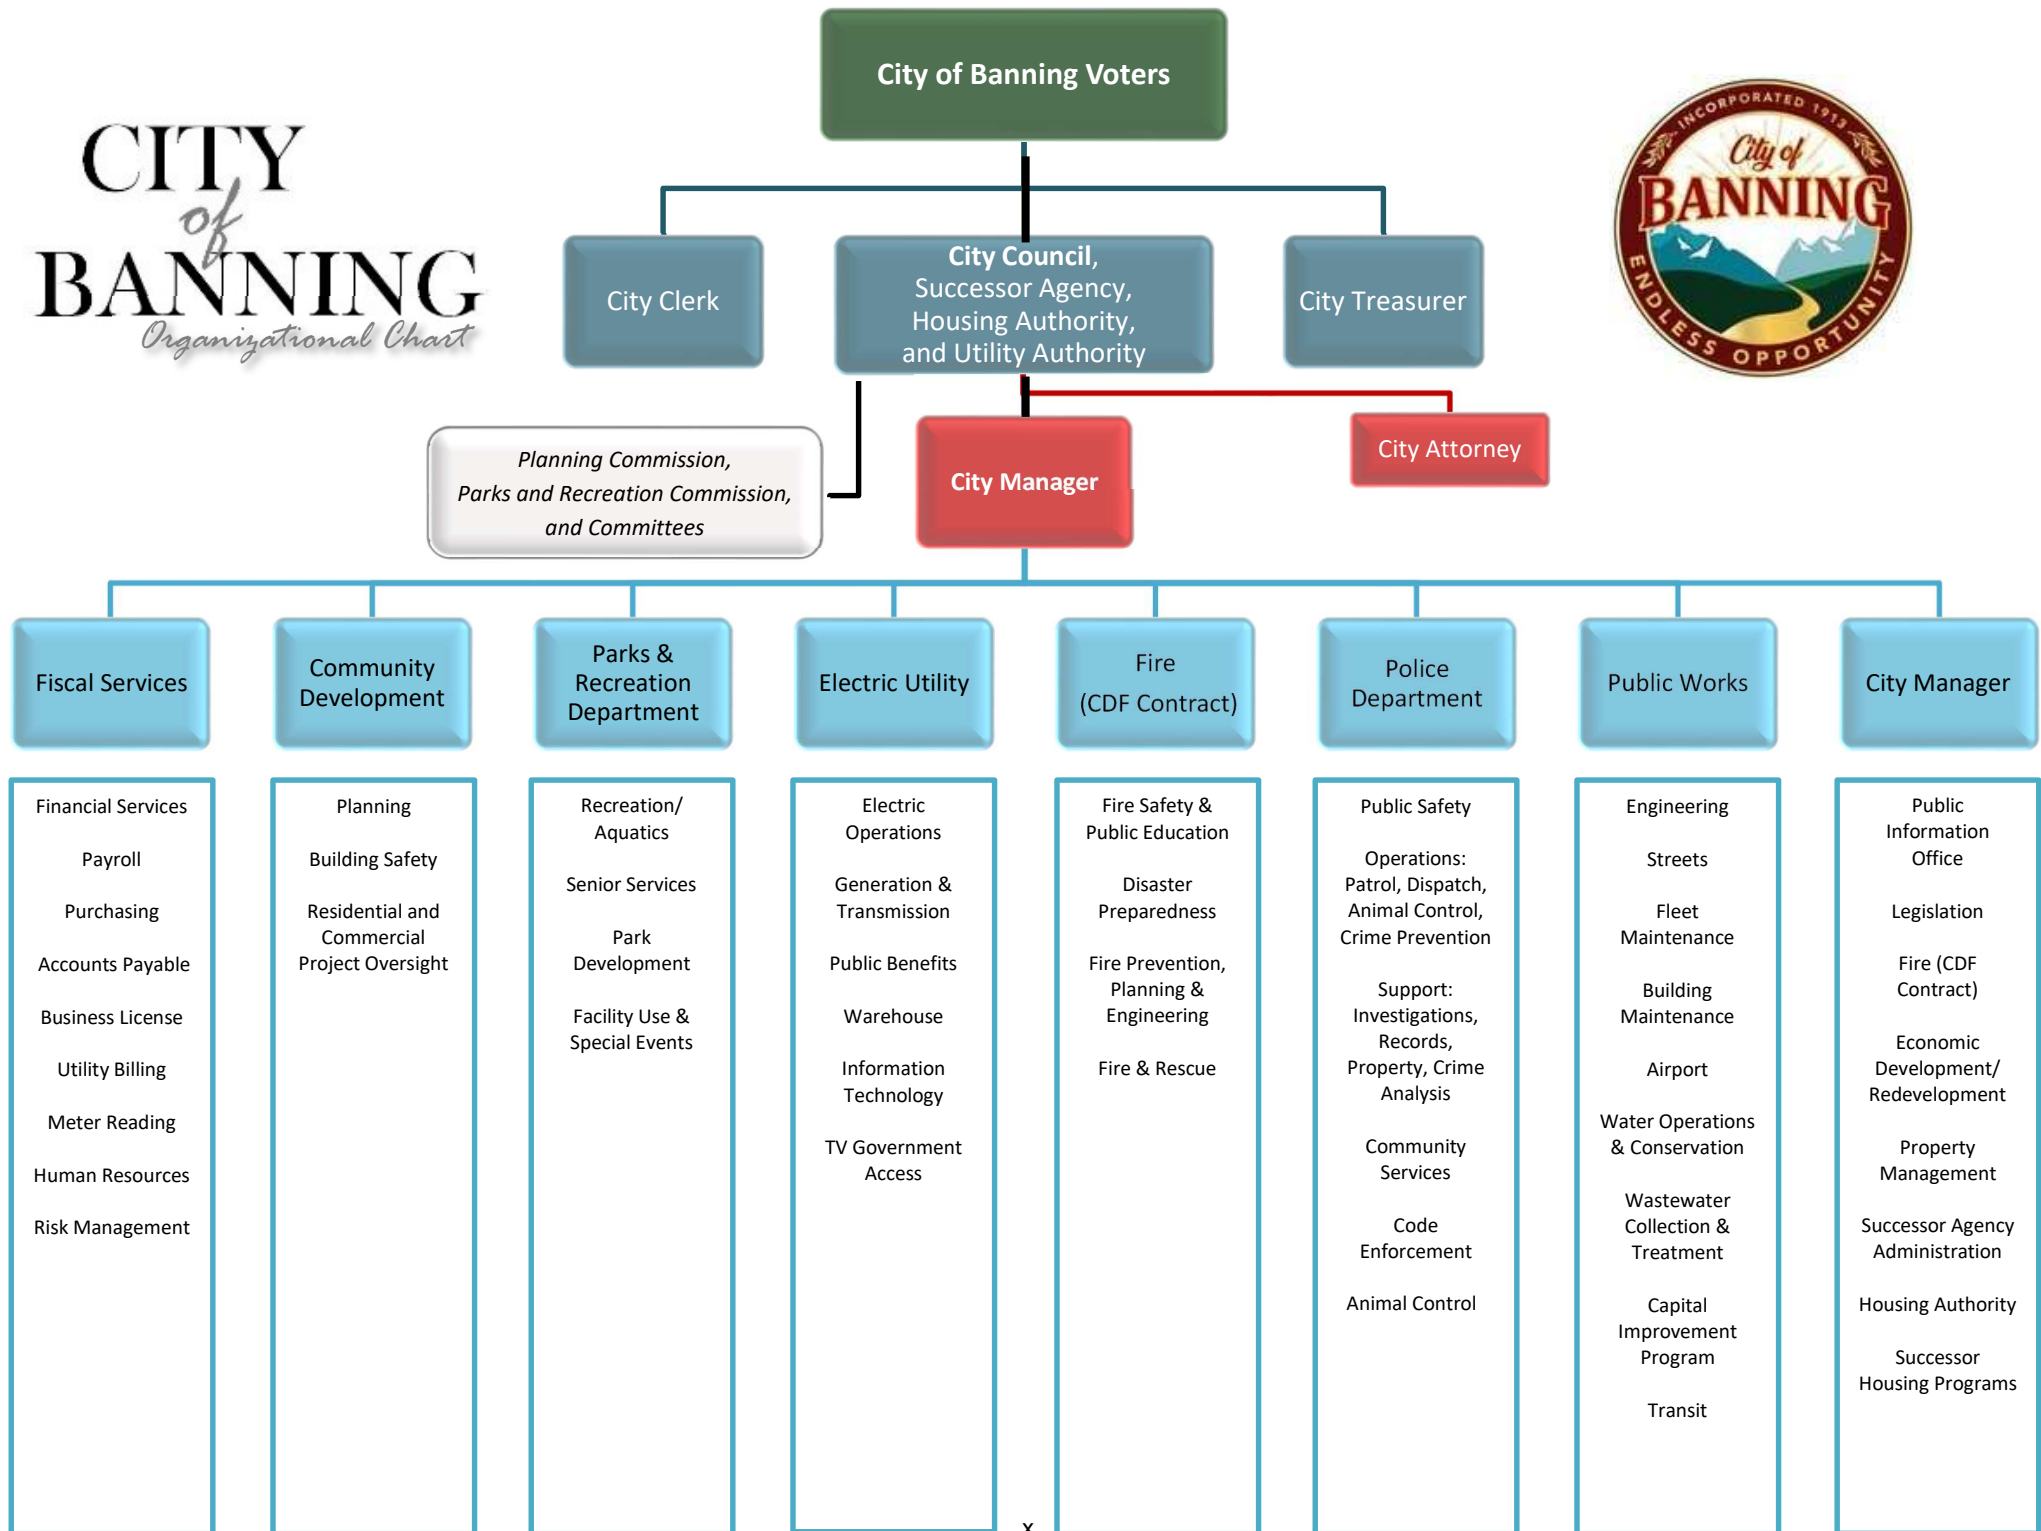 City of Banning Voters
CITY
of
BANNING
Organizational Chart
INCORPORATED 1913
City of
BANNING
ENDLESS OPPORTUNITY
City Clerk
City Council,
Successor Agency,
Housing Authority,
and Utility Authority
City Treasurer
Planning Commission,
Parks and Recreation Commission,
and Committees
City Manager
City Attorney
Fiscal Services
Community
Development
Parks &
Recreation
Department
Electric Utility
Fire
(CDF Contract)
Police
Department
Public Works
City Manager
Financial Services
Payroll
Purchasing
Accounts Payable
Business License
Utility Billing
Meter Reading
Human Resources
Risk Management
Planning
Building Safety
Residential and
Commercial
Project Oversight
Recreation/
Aquatics
Senior Services
Park
Development
Facility Use &
Special Events
Electric
Operations
Generation &
Transmission
Public Benefits
Warehouse
Information
Technology
TV Government
Access
Fire Safety &
Public Education
Disaster
Preparedness
Fire Prevention,
Planning &
Engineering
Fire & Rescue
Public Safety
Operations:
Patrol, Dispatch,
Animal Control,
Crime Prevention
Support:
Investigations,
Records,
Property, Crime
Analysis
Community
Services
Code
Enforcement
Animal Control
Engineering
Streets
Fleet
Maintenance
Building
Maintenance
Airport
Water Operations
& Conservation
Wastewater
Collection &
Treatment
Capital
Improvement
Program
Transit
Public
Information
Office
Legislation
Fire (CDF
Contract)
Economic
Development/
Redevelopment
Property
Management
Successor Agency
Administration
Housing Authority
Successor
Housing Programs
x